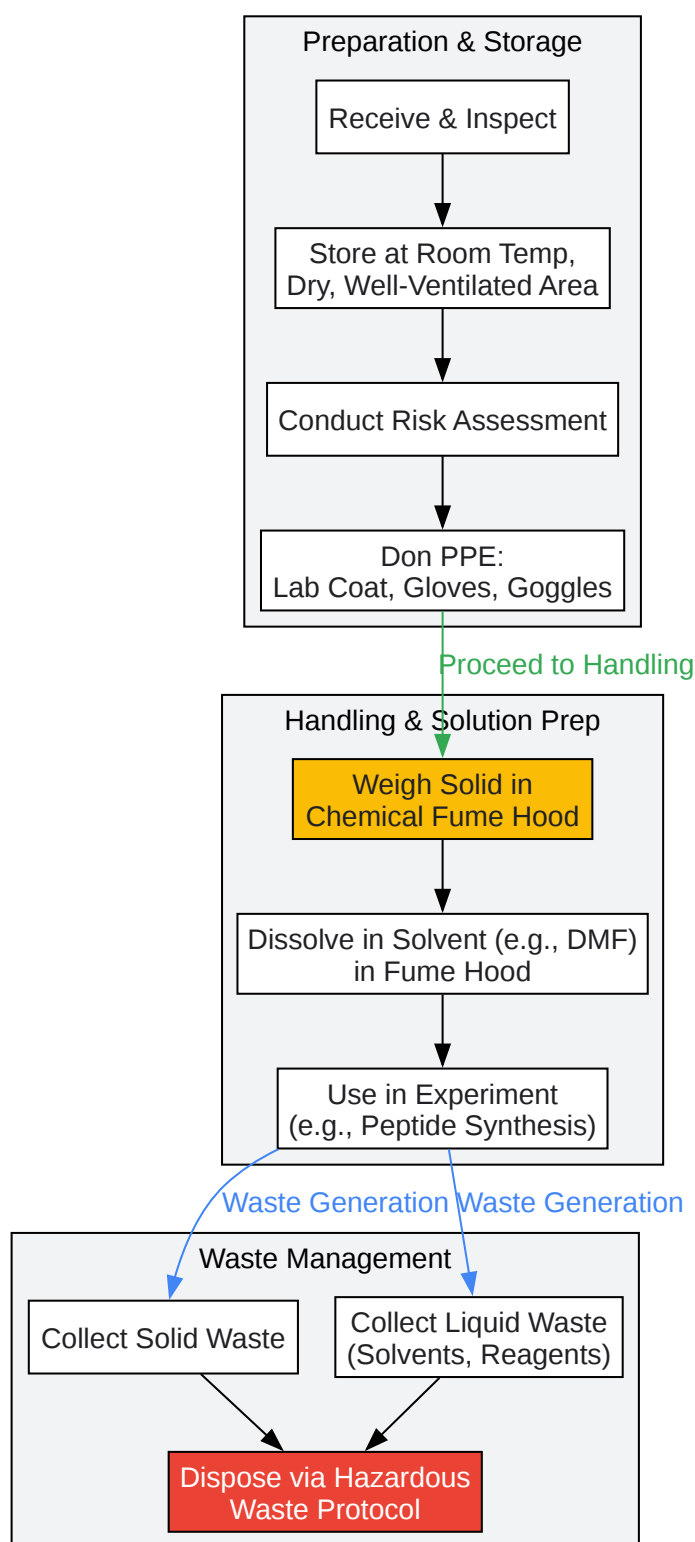 Preparation & Storage
Receive & Inspect
Store at Room Temp,
Dry, Well-Ventilated Area
Conduct Risk Assessment
Don PPE:
Lab Coat, Gloves, Goggles
Proceed to Handling
Handling & Solution Prep
Weigh Solid in
Chemical Fume Hood
Dissolve in Solvent (e.g., DMF)
in Fume Hood
Use in Experiment
(e.g., Peptide Synthesis)
Waste Generation
Waste Generation
Waste Management
Collect Solid Waste
Collect Liquid Waste
(Solvents, Reagents)
Dispose via Hazardous
Waste Protocol